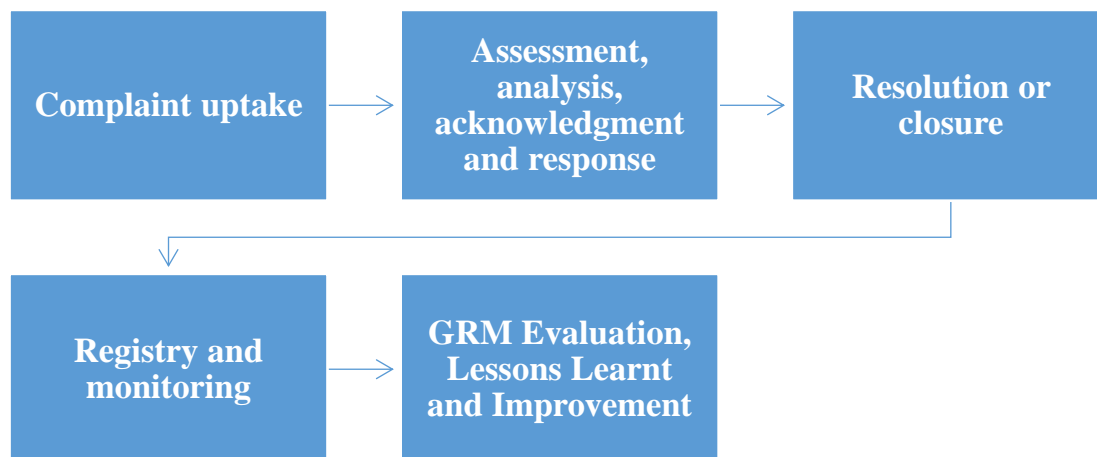 Complaint uptake
Assessment,
analysis,
acknowledgment
and response
Resolution or
closure
Registry and
monitoring
GRM Evaluation,
Lessons Learnt
and Improvement